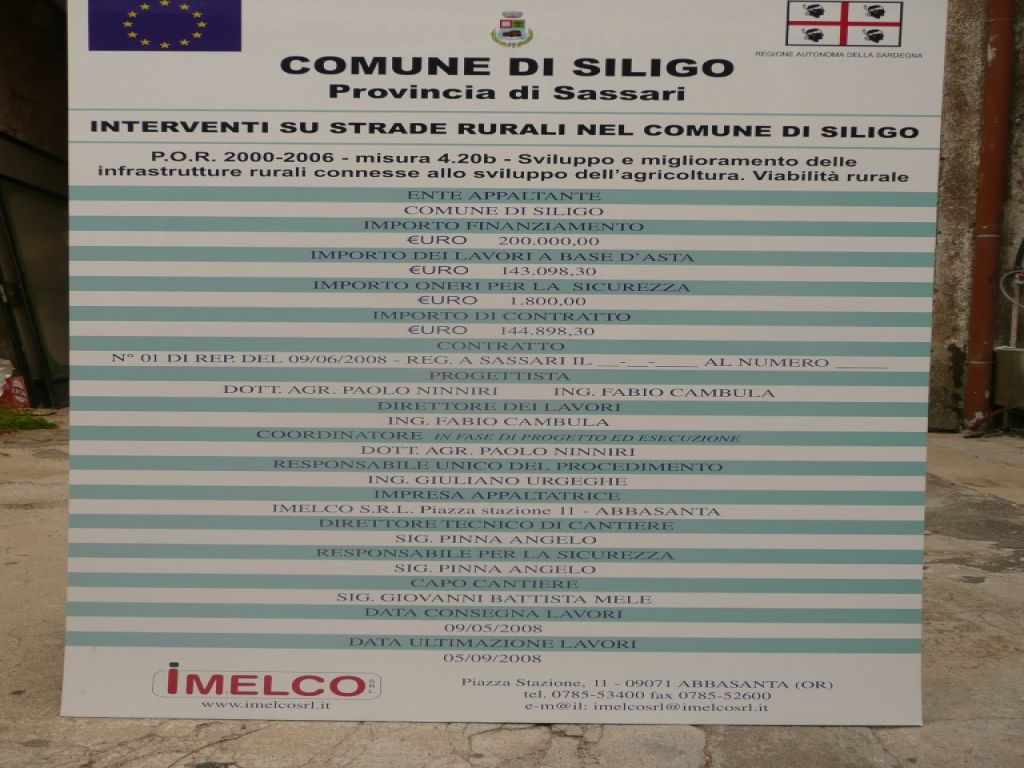 REGIONE AUTONOMA DELLA SARDEGNA
COMUNE DI SILIGO
Provincia di Sassari
INTERVENTI SU STRADE RURALI NEL COMUNE DI SILIGO
P.O.R. 2000-2006 - misura 4.20b - Sviluppo e miglioramento delle
infrastrutture rurali connesse allo sviluppo dell'agricoltura. Viabilità rurale
ENTE APPALTANTE
COMUNE DI SILIGO
IMPORTO FINANZIAMENTO
€URO 200.000,00
IMPORTO DEI LAVORI A BASE D'ASTA
€URO 143.098,30
IMPORTO ONERI PER LA SICUREZZA
€URO 1.800,00
IMPORTO DI CONTRATTO
€URO 144.898,30
CONTRATTO
N° 01 DI REP. DEL 09/06/2008 - REG. A SASSARI IL __-__-____ AL NUMERO _____
PROGETTISTA
DOTT. AGR. PAOLO NINNIRI ING. FABIO CAMBULA
DIRETTORE DEI LAVORI
ING. FABIO CAMBULA
COORDINATORE IN FASE DI PROGETTO ED ESECUZIONE
DOTT. AGR. PAOLO NINNIRI
RESPONSABILE UNICO DEL PROCEDIMENTO
ING. GIULIANO URGEGHE
IMPRESA APPALTATRICE
IMELCO S.R.L. Piazza stazione 11 - ABBASANTA
DIRETTORE TECNICO DI CANTIERE
SIG. PINNA ANGELO
RESPONSABILE PER LA SICUREZZA
SIG. PINNA ANGELO
CAPO CANTIERE
SIG. GIOVANNI BATTISTA MELE
DATA CONSEGNA LAVORI
09/05/2008
DATA ULTIMAZIONE LAVORI
05/09/2008
iMELCO SRL
www.imelcosrl.it
Piazza Stazione, 11 - 09071 ABBASANTA (OR)
tel. 0785-53400 fax 0785-52600
e-m@il: imelcosrl@imelcosrl.it